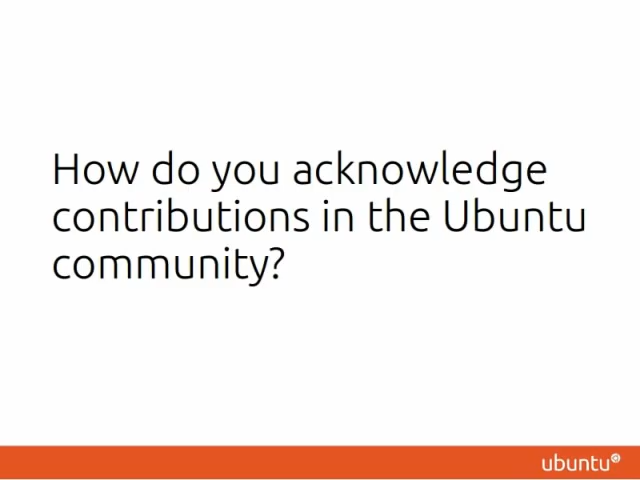 How do you acknowledge
contributions in the Ubuntu
community?
ubuntu®